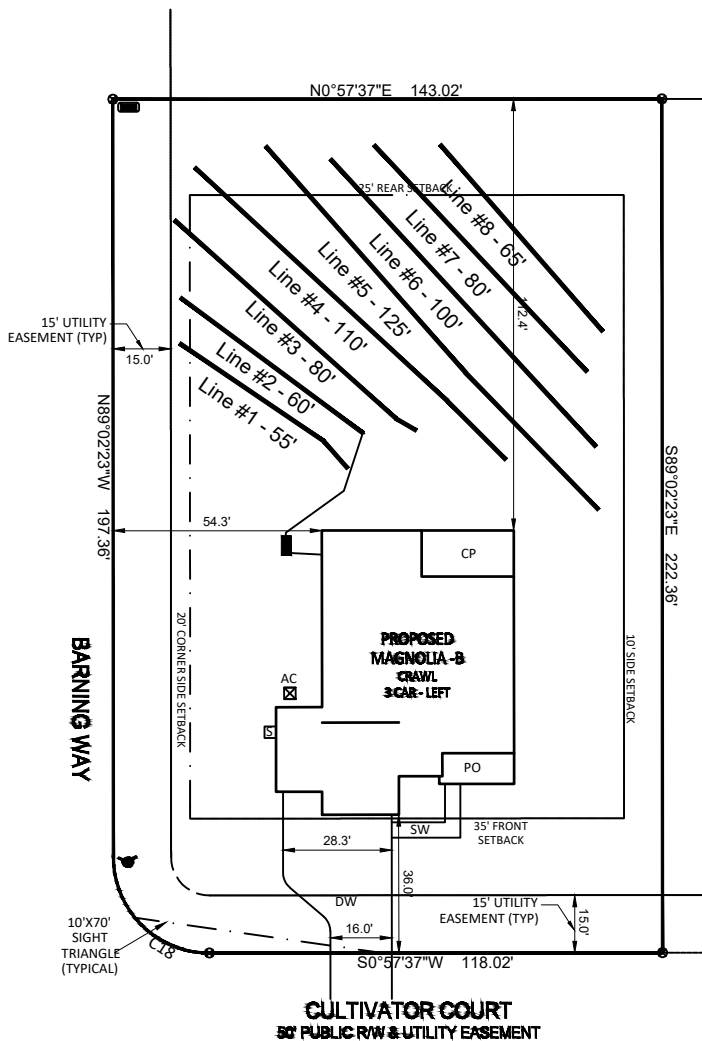 N0°57'37"E 143.02'
25' REAR SETBACK
Line #8 - 65'
Line #7 - 80'
Line #6 - 100'
Line #5 - 125'
Line #4 - 110'
Line #3 - 80'
Line #2 - 60'
Line #1 - 55'
112.4'
15' UTILITY
EASEMENT (TYP)
15.0'
N89°02'23"W 197.36'
S89°02'23"E 222.36'
54.3'
CP
PROPOSED
MAGNOLIA -B
CRAWL
3 CAR - LEFT
20' CORNER SIDE SETBACK
10' SIDE SETBACK
BARNING WAY
AC
S
PO
SW
35' FRONT
SETBACK
28.3'
36.0'
DW
15' UTILITY
EASEMENT (TYP)
15.0'
16.0'
10'X70'
SIGHT
TRIANGLE
(TYPICAL)
C18
S0°57'37"W 118.02'
CULTIVATOR COURT
50' PUBLIC R/W & UTILITY EASEMENT